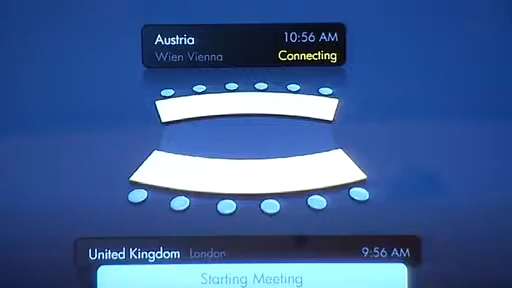 Austria 10:56 AM
Wien Vienna Connecting
United Kingdom London 9:56 AM
Starting Meeting